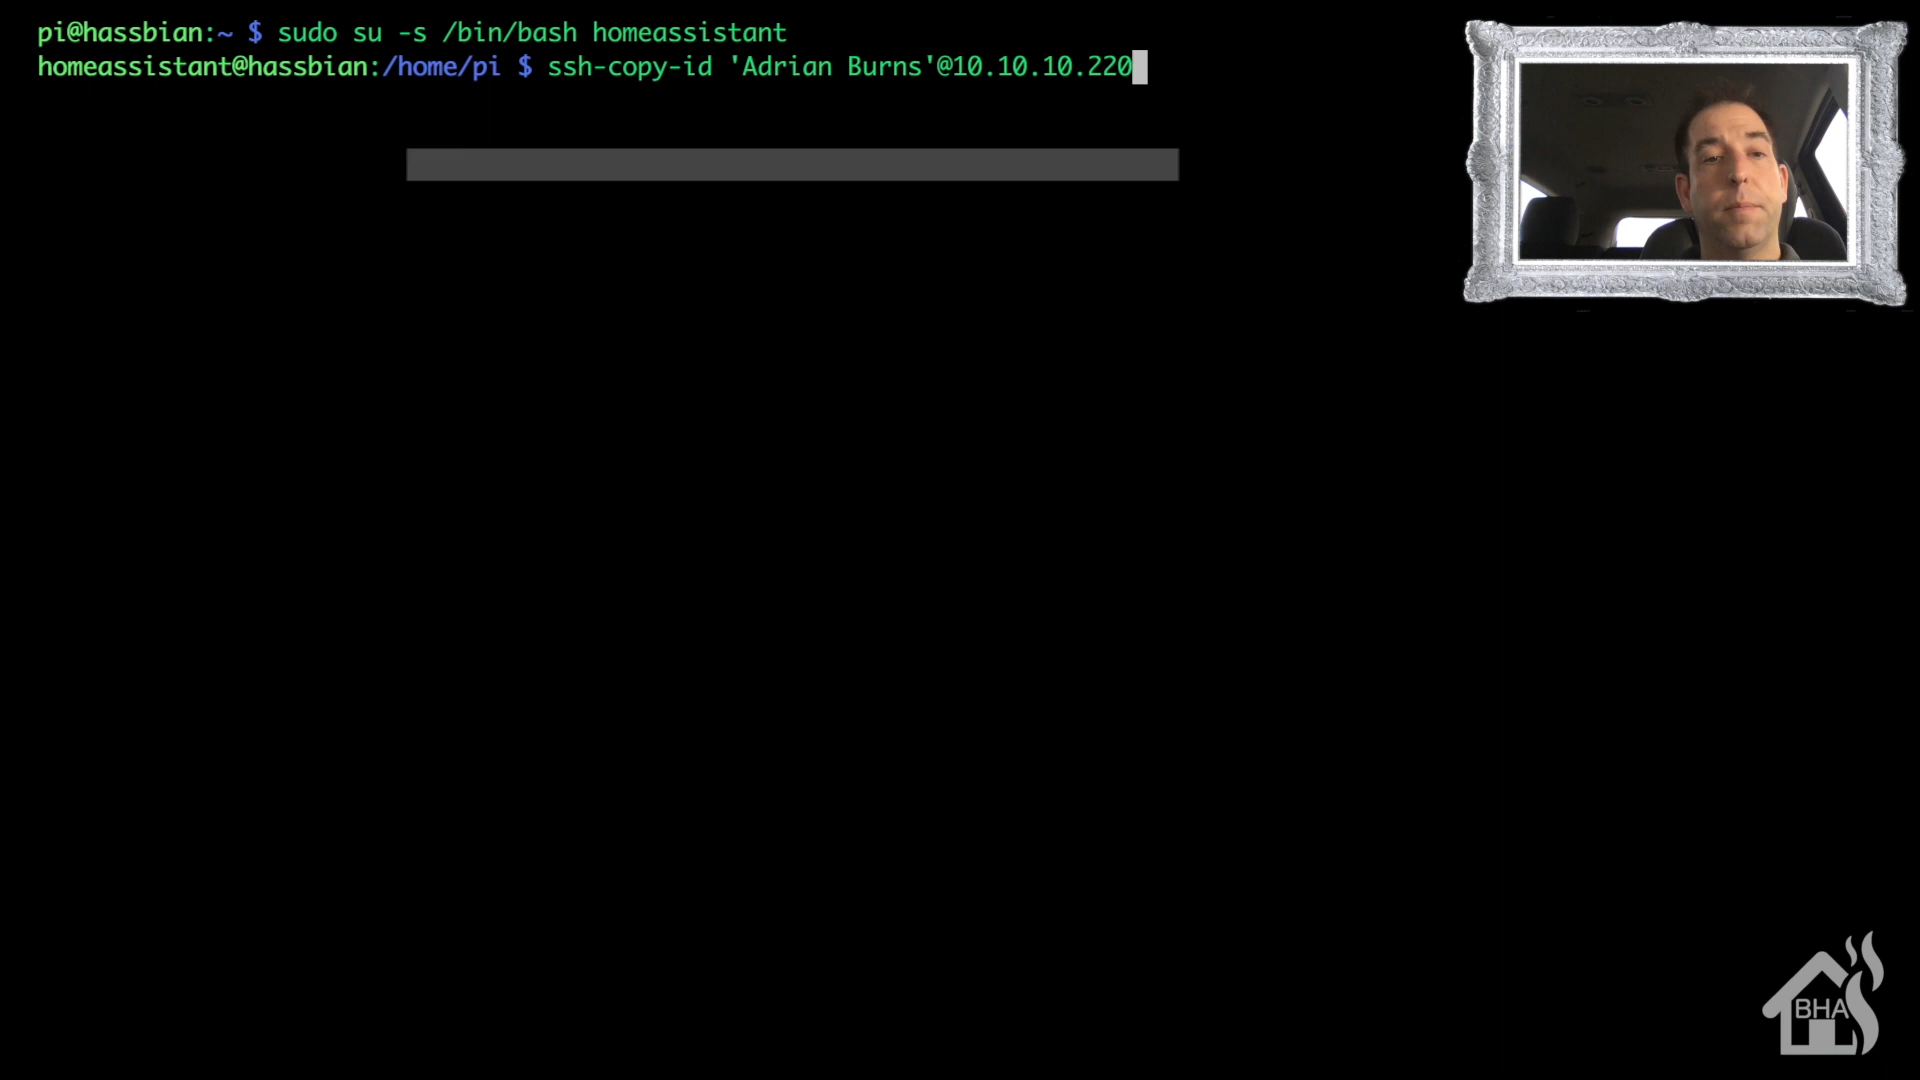 pi@hassbian:~ $ sudo su -s /bin/bash homeassistant
homeassistant@hassbian:/home/pi $ ssh-copy-id 'Adrian Burns'@10.10.10.220
BHA